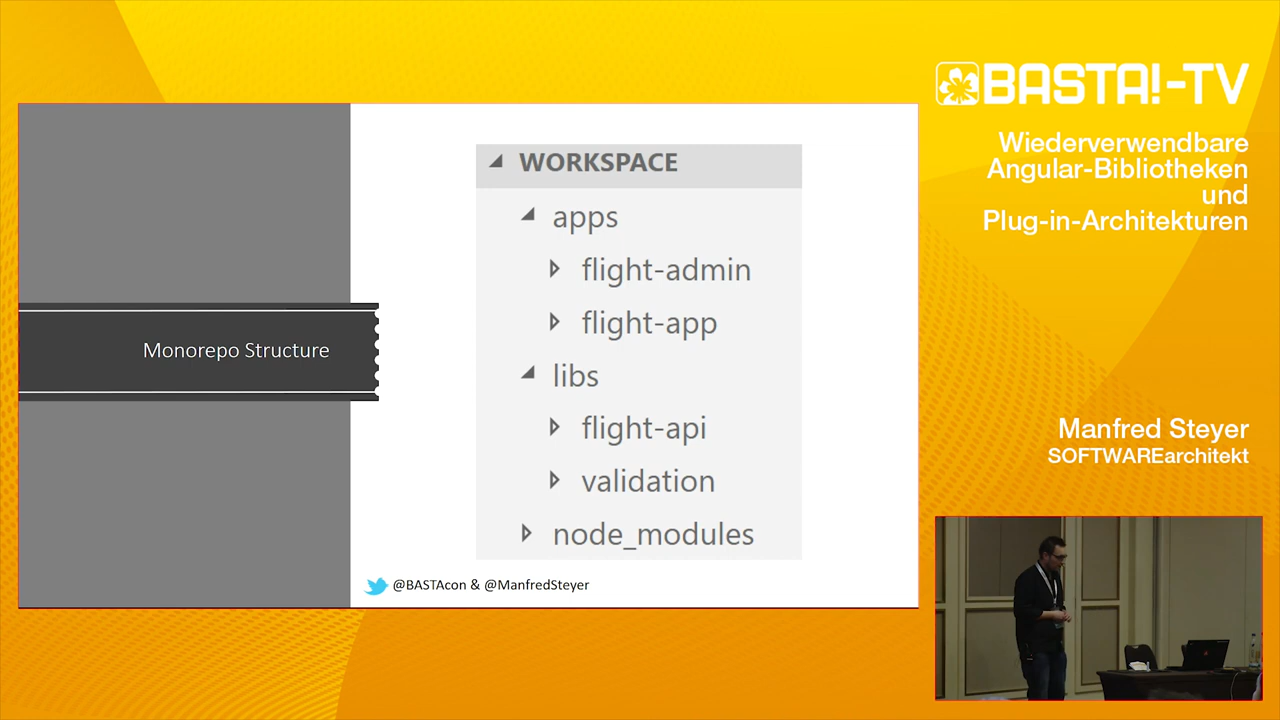 Monorepo Structure
WORKSPACE
apps
flight-admin
flight-app
libs
flight-api
validation
node_modules
@BASTAcon & @ManfredSteyer
BASTA!-TV
Wiederverwendbare
Angular-Bibliotheken
und
Plug-in-Architekturen
Manfred Steyer
SOFTWAREarchitekt